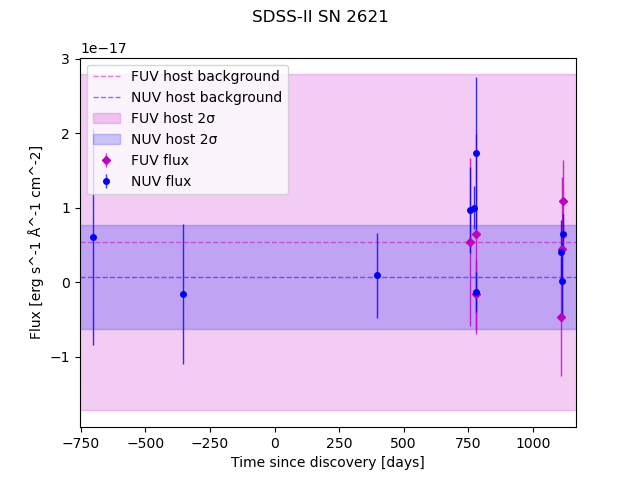 SDSS-II SN 2621
1e−17
3
2
1
0
−1
Flux [erg s^-1 Å^-1 cm^-2]
FUV host background
NUV host background
FUV host 2σ
NUV host 2σ
FUV flux
NUV flux
−750 −500 −250 0 250 500 750 1000
Time since discovery [days]